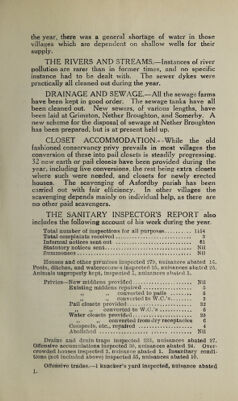 the year, there was a general shortage of water in those
villages which are dependent on shallow wells for their
supply.
THE RIVERS AND STREAMS.—Instances of river
pollution are rarer than in former times, and no specific
instance had to be dealt with. The sewer dykes were
practically all cleaned out during the year.
DRAINAGE AND SEWAGE.—All the sewage farms
have been kept in good order. The sewage tanks have all
been cleaned out. New sewers, of various lengths, have
been laid at Grimston, Nether Broughton, and Somerby. A
new scheme for the disposal of sewage at Nether Broughton
has been prepared, but is at present held up.
CLOSET ACCOMMODATION.—While the old
fashioned conservancy privy prevails in most villages the
conversion of these into pail closets is steadily progressing.
32 new earth or pail closets have been provided during the
year, including five conversions, the rest being extra closets
where such were needed, and closets for newly erected
houses. The scavenging of Asfordby parish has been
carried out with fair efficiency. In other villages the
scavenging depends mainly on individual help, as there are
no other paid scavengers.
THE SANITARY INSPECTOR'S REPORT also
includes the following account of his work during the year.
Total number of inspections for all purposes 1154
Total complaints received 3
Informal notices sent out 61
Statutory notices sent Nil
Summonses Nil
Houses and other premises inspected 279, nuisances abated 15.
Pools, ditches, and watercourses inspected 55, nuisances abated 25.
Animals improperly kept, inspected 1, nuisances abated 1.
Privies—New middens provided Nil
Existing middens repaired 5
„ „ converted to pails 5
„ „ converted to W.C.'s 2
Pail closets provided 32
„ „ converted to W.C.'s 6
Water closets provided 25
„ „ converted from dry receptacles 6
Cesspools, etc., repaired 4
Abolished Nil
Drains and drain traps inspected 235, nuisances abated 27.
Offensive accumulations inspected 30, nuisances abated 24. Over-
crowded houses inspected 1, nuisance abated 1. Insanitary condi-
tions (not included above) inspected 55, nuisances abated 50.
Offensive trades.—1 knacker's yard inspected, nuisance abated
1.